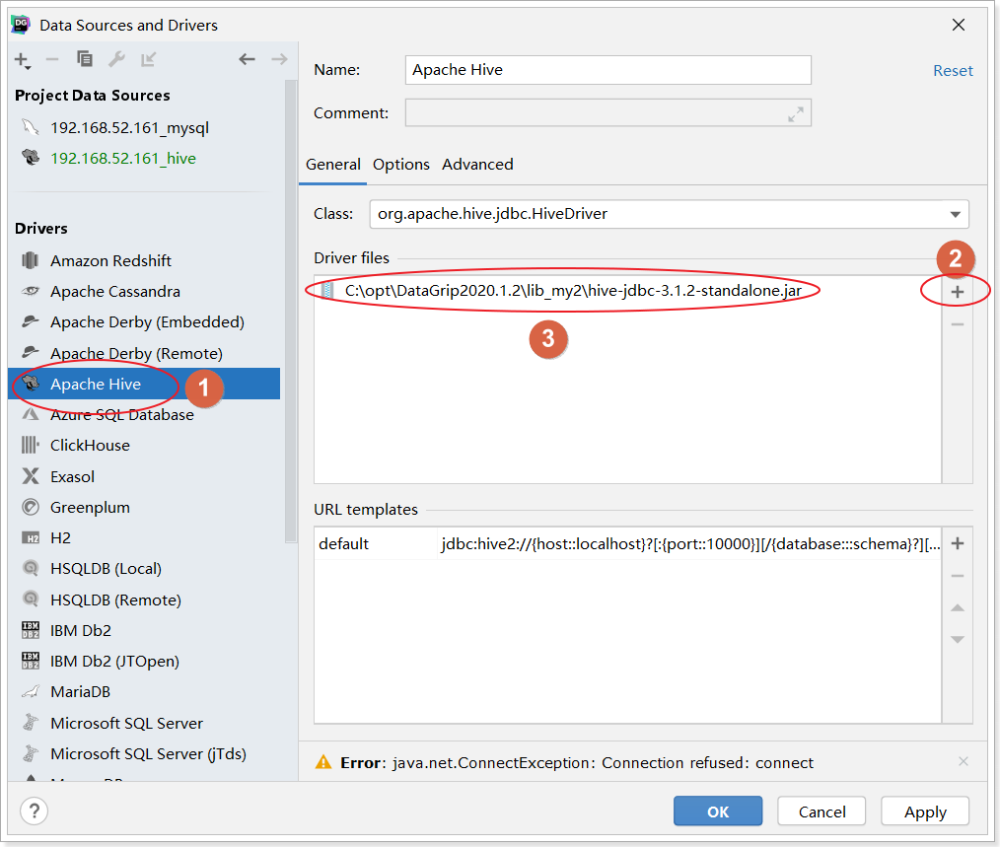 Data Sources and Drivers
Project Data Sources
192.168.52.161_mysql
192.168.52.161_hive
Drivers
Amazon Redshift
Apache Cassandra
Apache Derby (Embedded)
Apache Derby (Remote)
Apache Hive
1
Azure SQL Database
ClickHouse
Exasol
Greenplum
H2
HSQLDB (Local)
HSQLDB (Remote)
IBM Db2
IBM Db2 (JTOpen)
MariaDB
Microsoft SQL Server
Microsoft SQL Server (jTds)
Name: Apache Hive
Reset
Comment:
General Options Advanced
Class: org.apache.hive.jdbc.HiveDriver
Driver files
2
C:\opt\DataGrip2020.1.2\lib_my2\hive-jdbc-3.1.2-standalone.jar
3
URL templates
default jdbc:hive2://{host::localhost}?[:{port::10000}][/{database:::schema}?][...
Error: java.net.ConnectException: Connection refused: connect
?
OK Cancel Apply